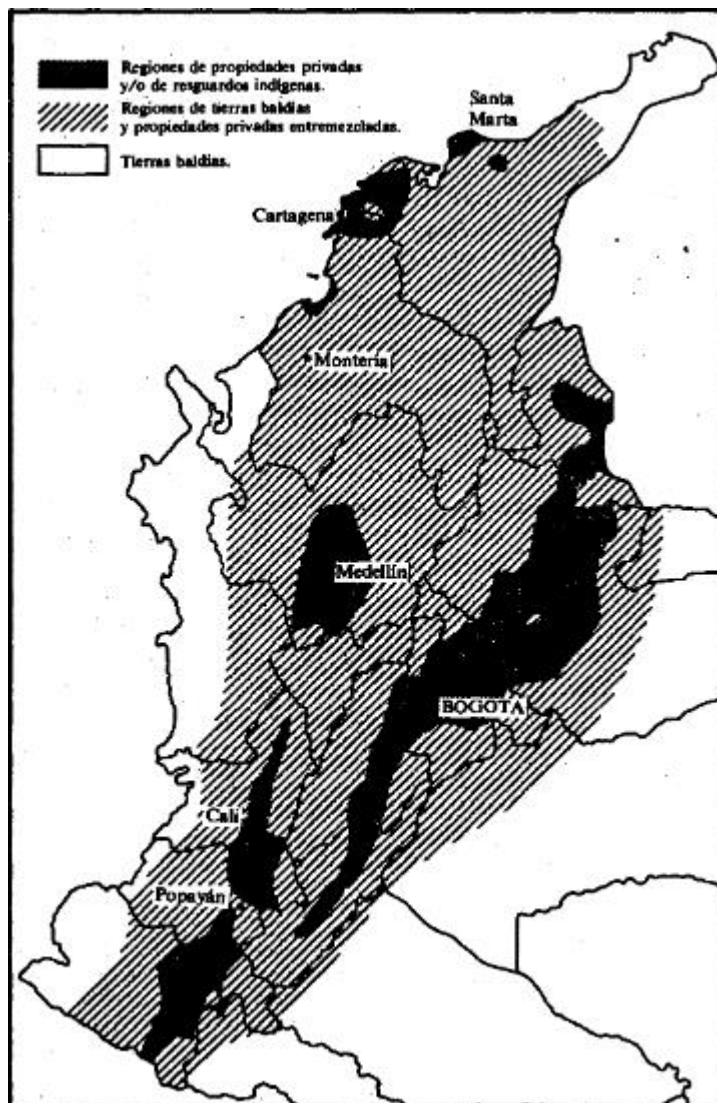 Regiones de propiedades privadas
y/o de resguardos indígenas.
Regiones de tierras baldías
y propiedades privadas entremezcladas.
Tierras baldías.
Santa
Marta
Cartagena
Montería
Medellín
BOGOTA
Cali
Popayán